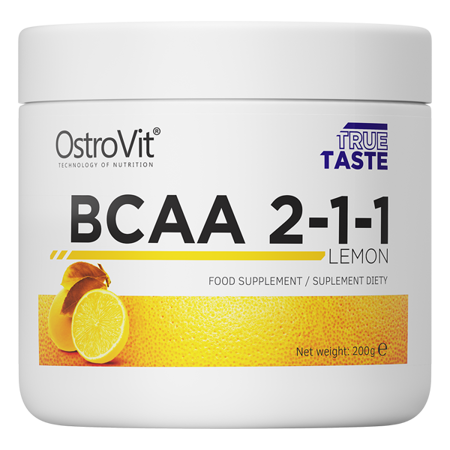 OstroVit®
TECHNOLOGY OF NUTRITION
TRUE
TASTE
BCAA 2-1-1
LEMON
FOOD SUPPLEMENT / SUPLEMENT DIETY
Net weight: 200g ℮